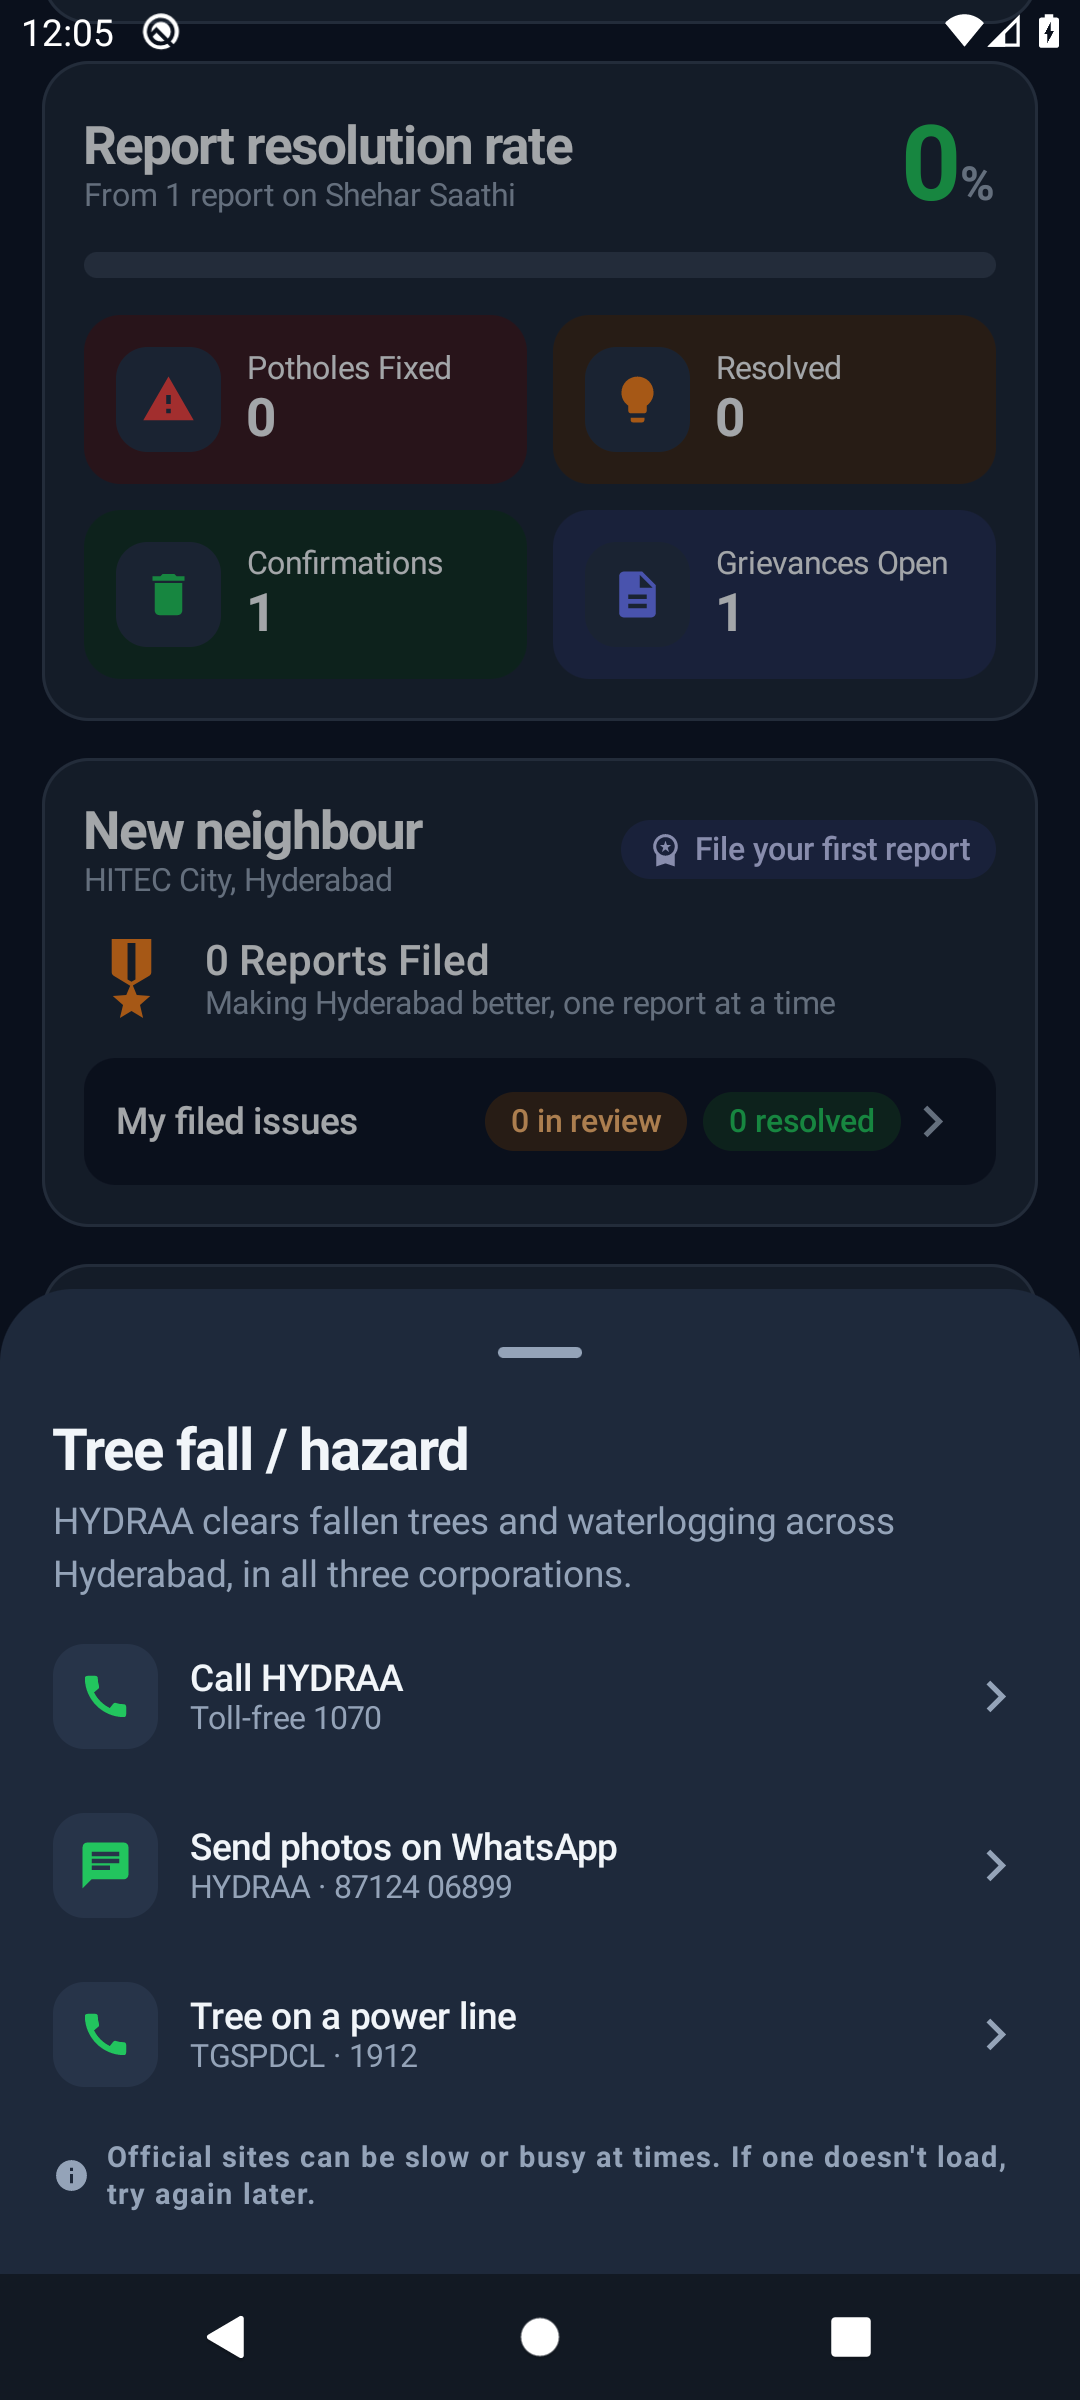 12:05
Report resolution rate
0%
From 1 report on Shehar Saathi
Potholes Fixed
0
Resolved
0
Confirmations
1
Grievances Open
1
New neighbour
HITEC City, Hyderabad
File your first report
0 Reports Filed
Making Hyderabad better, one report at a time
My filed issues
0 in review
0 resolved
Tree fall / hazard
HYDRAA clears fallen trees and waterlogging across
Hyderabad, in all three corporations.
Call HYDRAA
Toll-free 1070
Send photos on WhatsApp
HYDRAA · 87124 06899
Tree on a power line
TGSPDCL · 1912
Official sites can be slow or busy at times. If one doesn't load,
try again later.